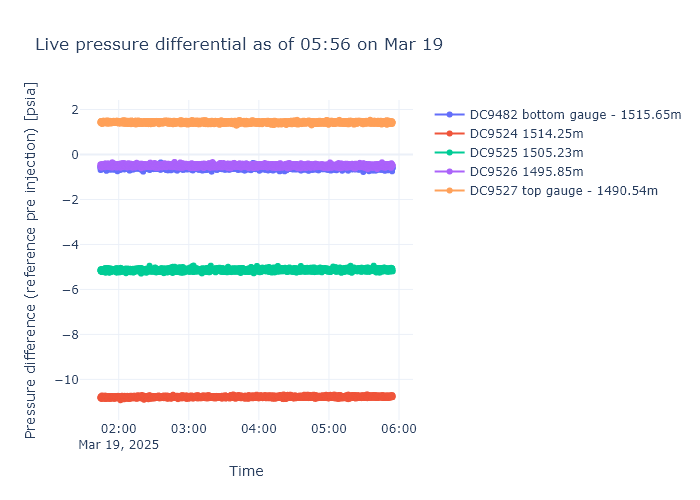 Live pressure differential as of 05:56 on Mar 19
Pressure difference (reference pre injection) [psia]
2
0
−2
−4
−6
−8
−10
02:00
03:00
04:00
05:00
06:00
Mar 19, 2025
Time
DC9482 bottom gauge - 1515.65m
DC9524 1514.25m
DC9525 1505.23m
DC9526 1495.85m
DC9527 top gauge - 1490.54m